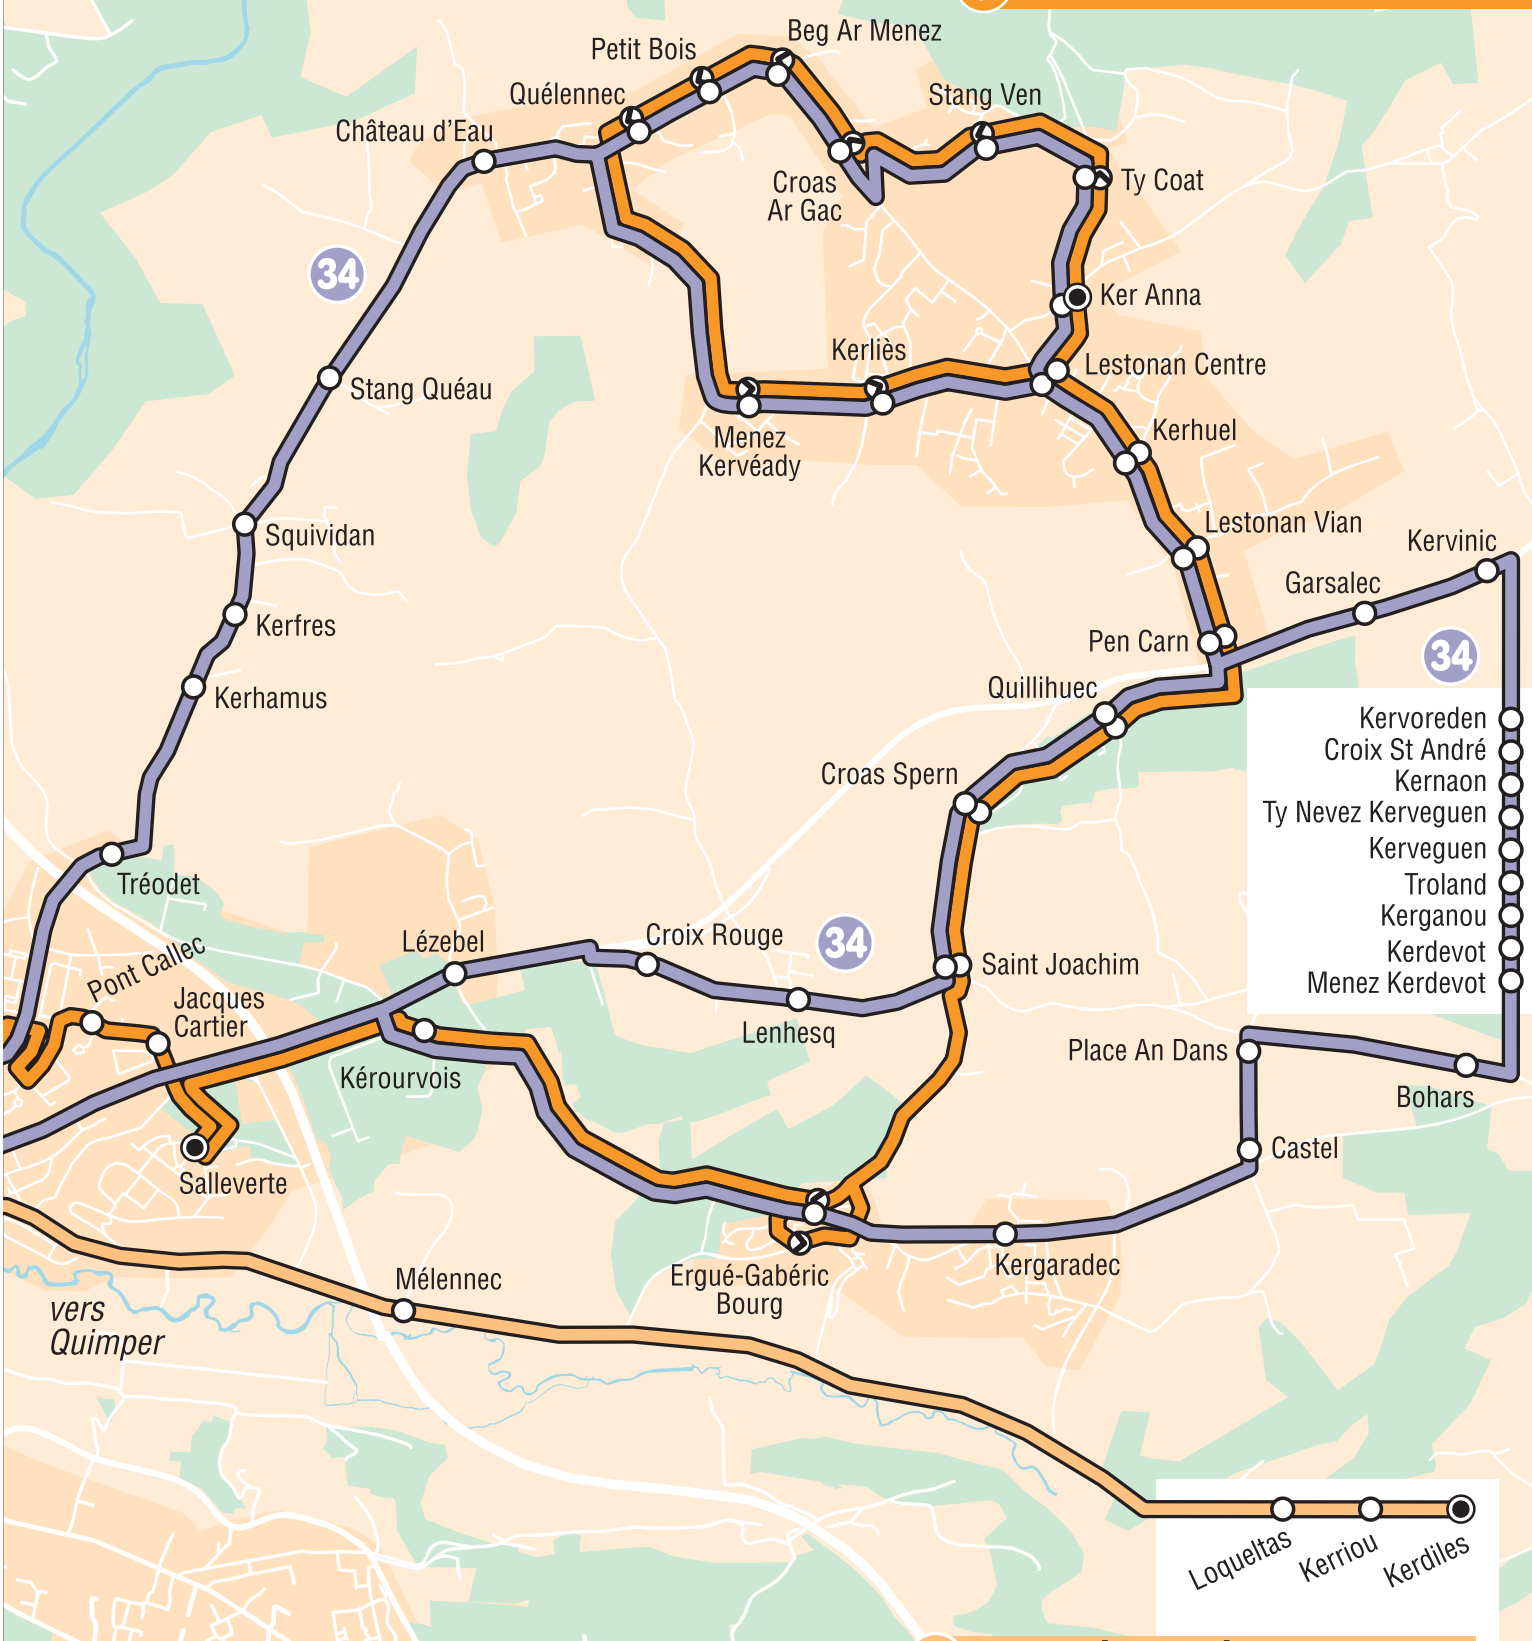 Beg Ar Menez
Petit Bois
Quélennec
Stang Ven
Château d'Eau
Croas
Ar Gac
Ty Coat
34
Ker Anna
Kerliès
Lestonan Centre
Stang Quéau
Menez
Kervéady
Kerhuel
Squividan
Lestonan Vian
Kervinic
Garsalec
Kerfres
Pen Carn
34
Kerhamus
Quillihuec
Kervoreden
Croix St André
Kernaon
Ty Nevez Kerveguen
Kerveguen
Troland
Kerganou
Kerdevot
Menez Kerdevot
Croas Spern
Tréodet
Lézebel
Croix Rouge
34
Saint Joachim
Pont Callec
Jacques
Cartier
Lenhesq
Place An Dans
Kérourvois
Bohars
Castel
Salleverte
Kergaradec
Ergué-Gabéric
Bourg
Mélennec
vers
Quimper
Loqueltas
Kerriou
Kerdiles